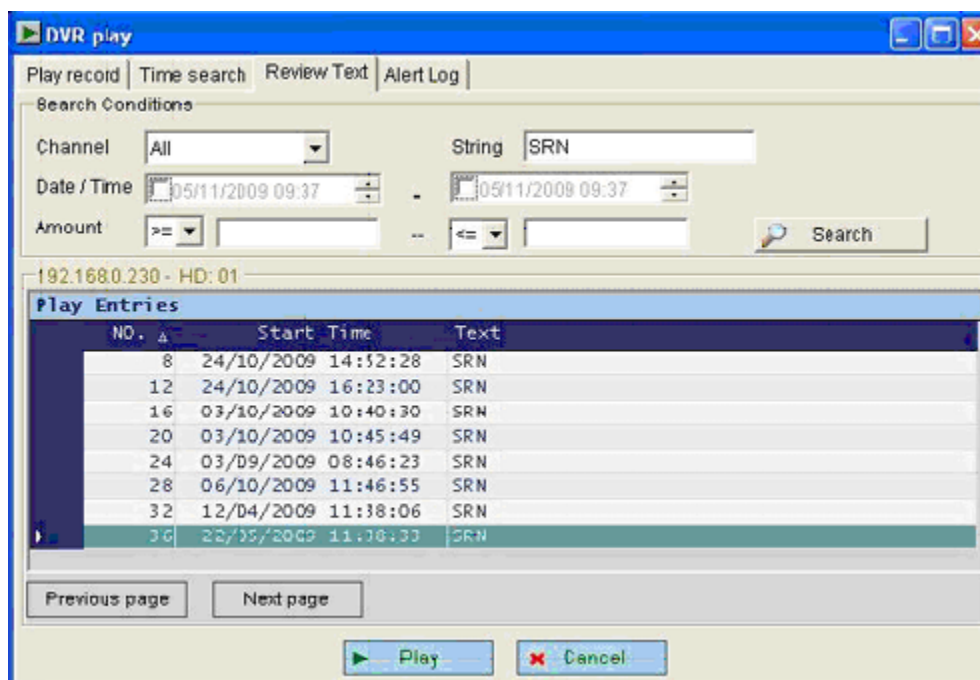 DVR play
Play record Time search Review Text Alert Log
Search Conditions
Channel All String SRN
Date / Time 05/11/2009 09:37 - 05/11/2009 09:37
Amount >= -- <= Search
192.168.0.230 - HD: 01
Play Entries
NO. Start Time Text
8 24/10/2009 14:52:28 SRN
12 24/10/2009 16:23:00 SRN
16 03/10/2009 10:40:30 SRN
20 03/10/2009 10:45:49 SRN
24 03/09/2009 08:46:23 SRN
28 06/10/2009 11:46:55 SRN
32 12/04/2009 11:38:06 SRN
36 SRN
Previous page Next page
Play Cancel